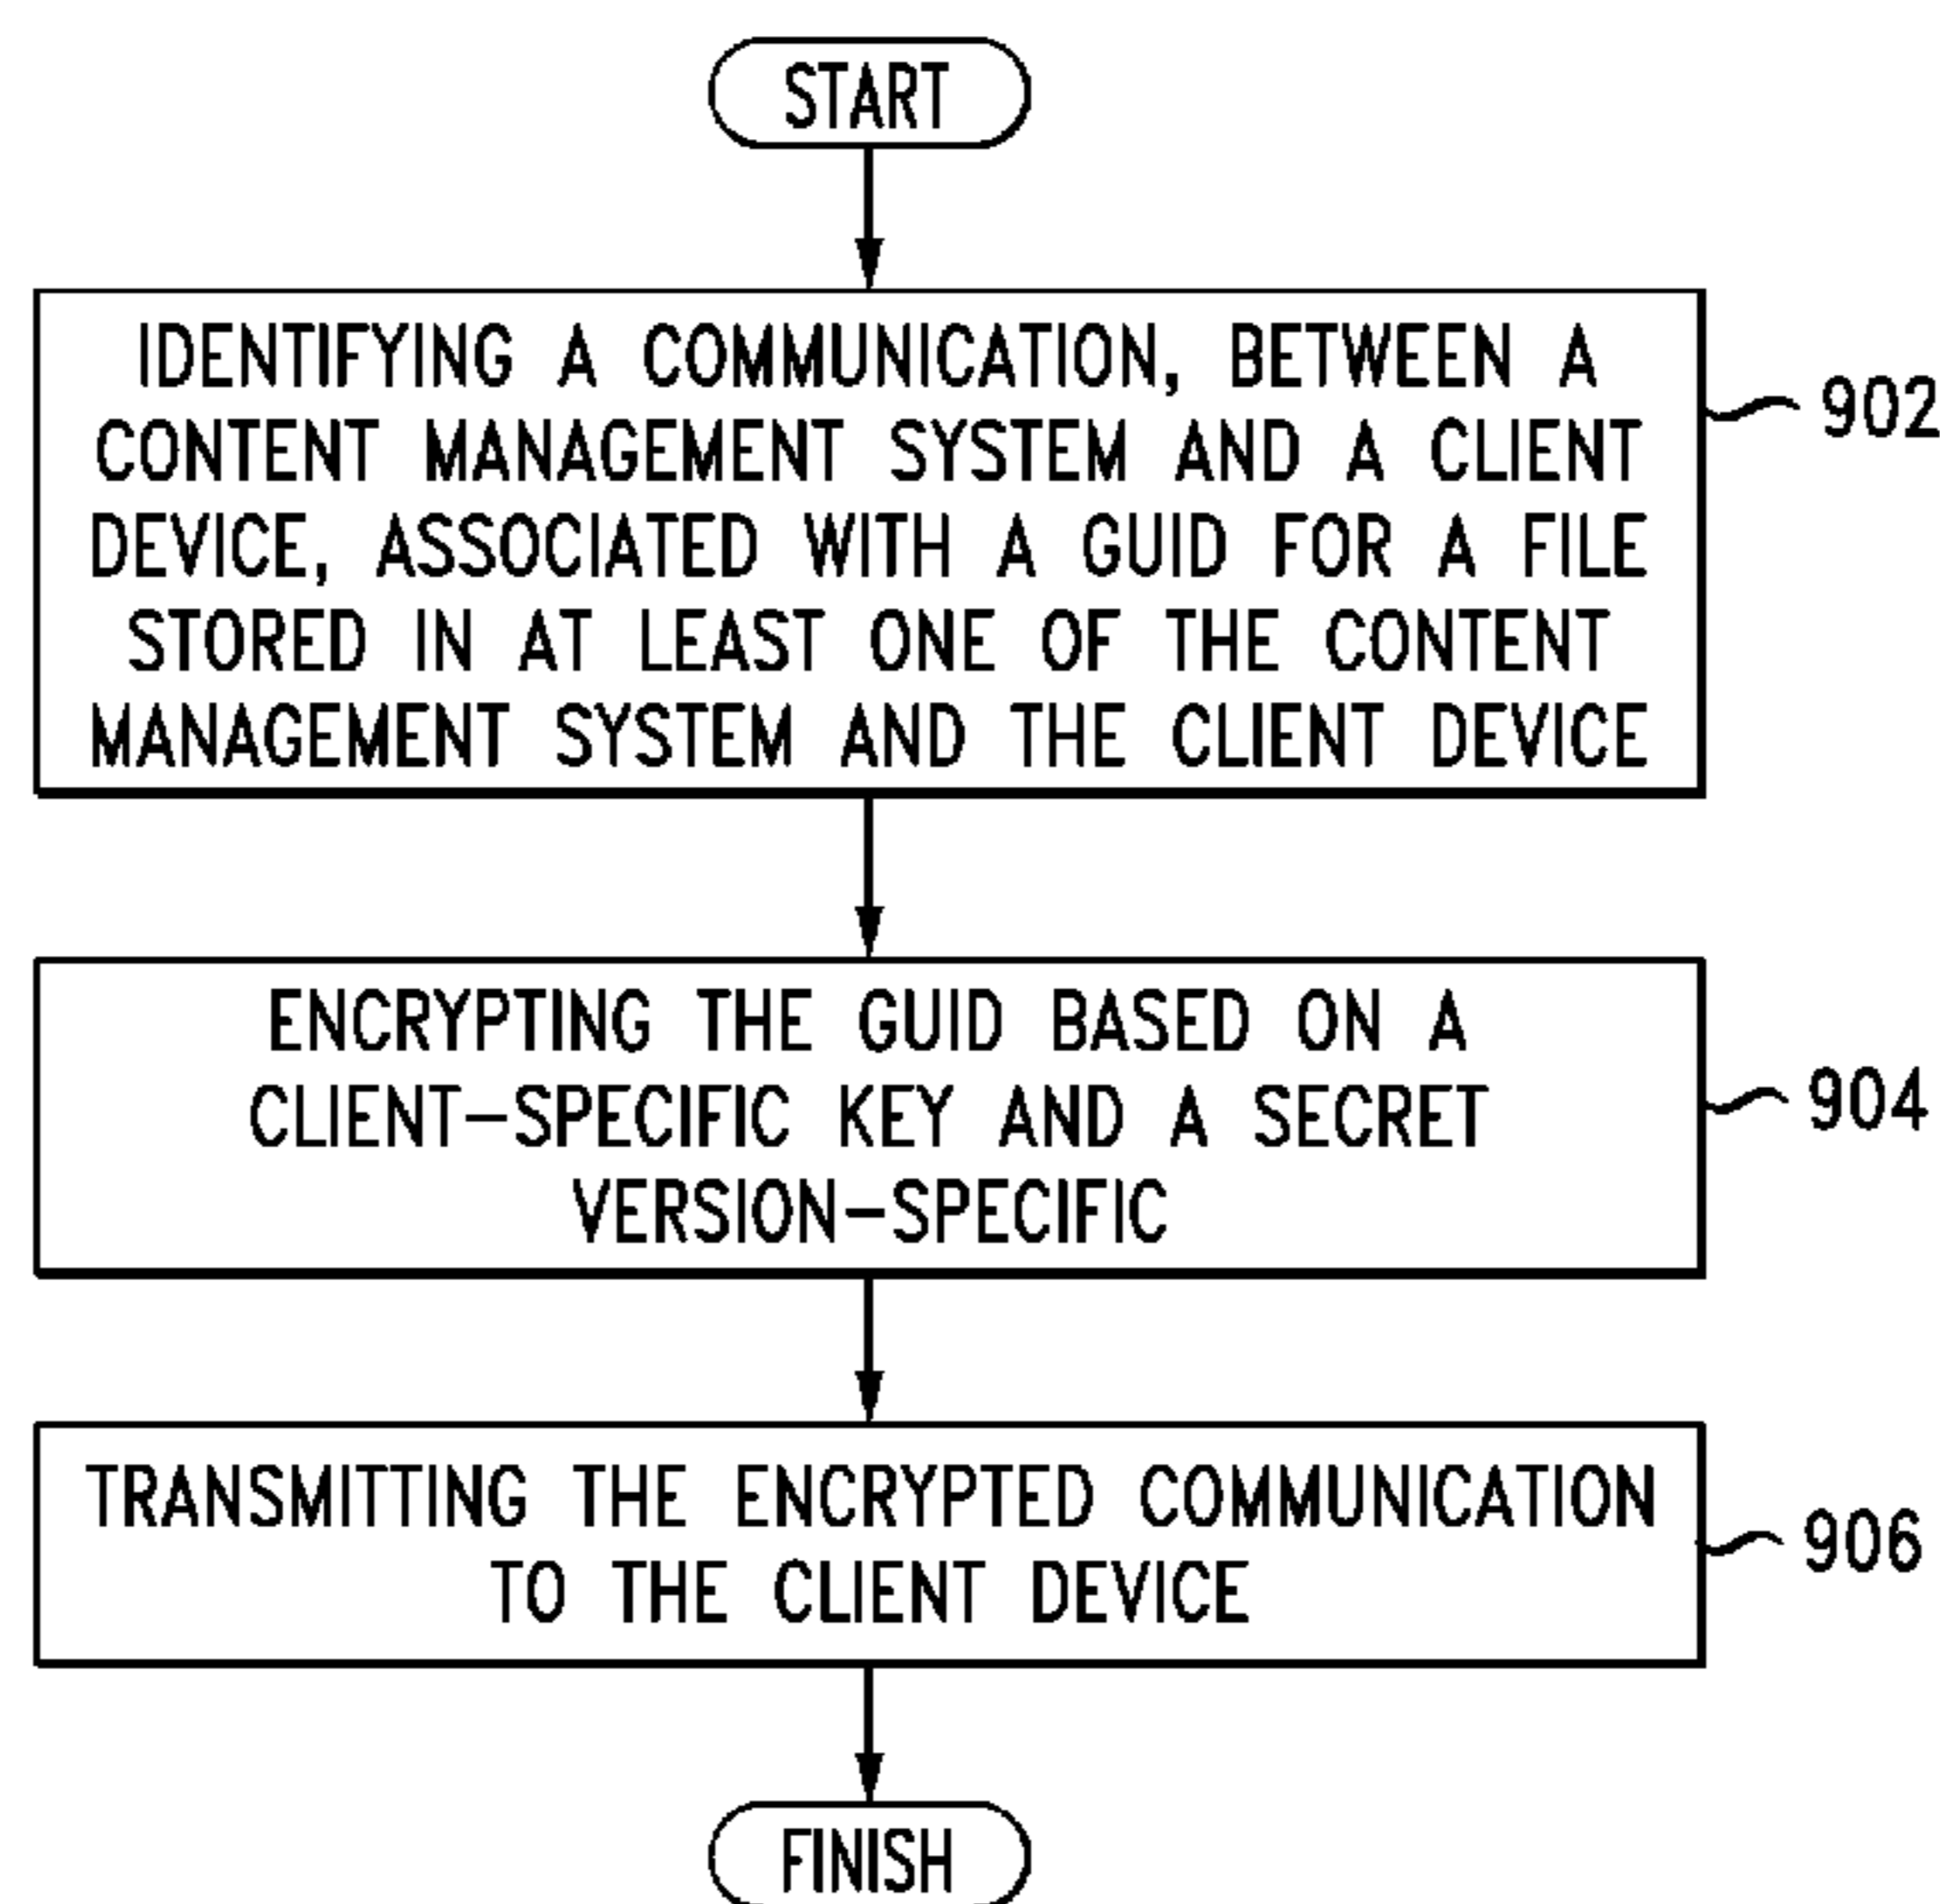 START
IDENTIFYING A COMMUNICATION, BETWEEN A
CONTENT MANAGEMENT SYSTEM AND A CLIENT
DEVICE, ASSOCIATED WITH A GUID FOR A FILE
STORED IN AT LEAST ONE OF THE CONTENT
MANAGEMENT SYSTEM AND THE CLIENT DEVICE
902
ENCRYPTING THE GUID BASED ON A
CLIENT-SPECIFIC KEY AND A SECRET
VERSION-SPECIFIC
904
TRANSMITTING THE ENCRYPTED COMMUNICATION
TO THE CLIENT DEVICE
906
FINISH